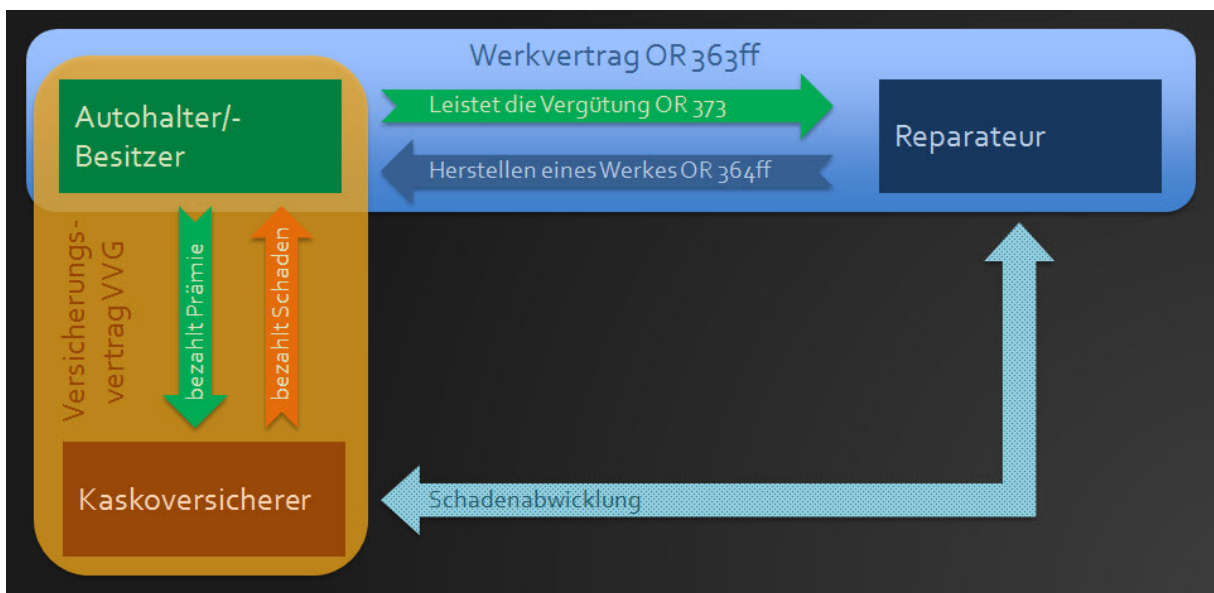 Werkvertrag OR 363ff
Autohalter/-
Besitzer
Leistet die Vergütung OR 373
Herstellen eines Werkes OR 364ff
Reparateur
Versicherungs-
vertrag VVG
bezahlt Prämie
bezahlt Schaden
Kaskoversicherer
Schadenabwicklung